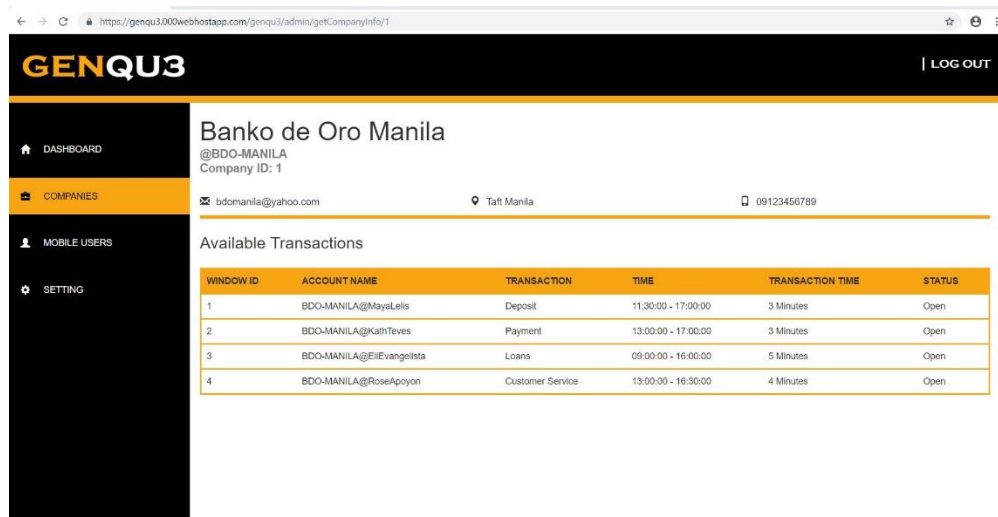 https://genqu3.000webhostapp.com/genqu3/admin/getCompanyInfo/1
GENQU3
| LOG OUT
DASHBOARD
COMPANIES
MOBILE USERS
SETTING
Banko de Oro Manila
@BDO-MANILA
Company ID: 1
bdomanila@yahoo.com Taft Manila 09123456789
Available Transactions
WINDOW ID ACCOUNT NAME TRANSACTION TIME TRANSACTION TIME STATUS
1 BDO-MANILA@MayaLelis Deposit 11:30:00 - 17:00:00 3 Minutes Open
2 BDO-MANILA@KathTeves Payment 13:00:00 - 17:00:00 3 Minutes Open
3 BDO-MANILA@EliEvangelista Loans 09:00:00 - 16:00:00 5 Minutes Open
4 BDO-MANILA@RoseApoyon Customer Service 13:00:00 - 16:30:00 4 Minutes Open